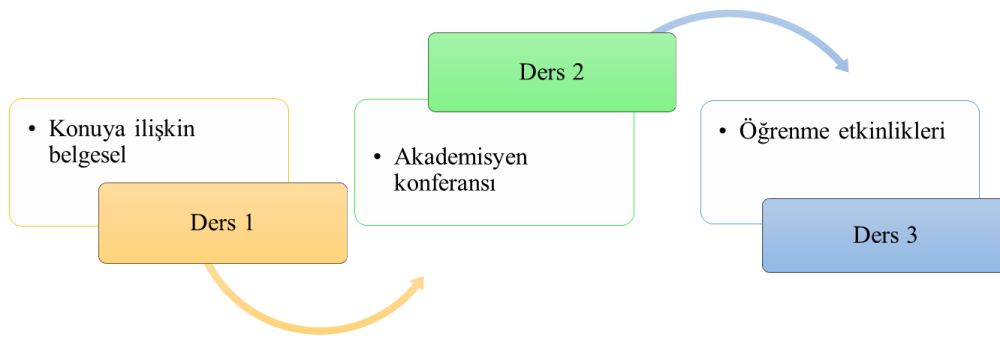 • Konuya ilişkin
belgesel
Ders 1
Ders 2
• Akademisyen
konferansı
• Öğrenme etkinlikleri
Ders 3